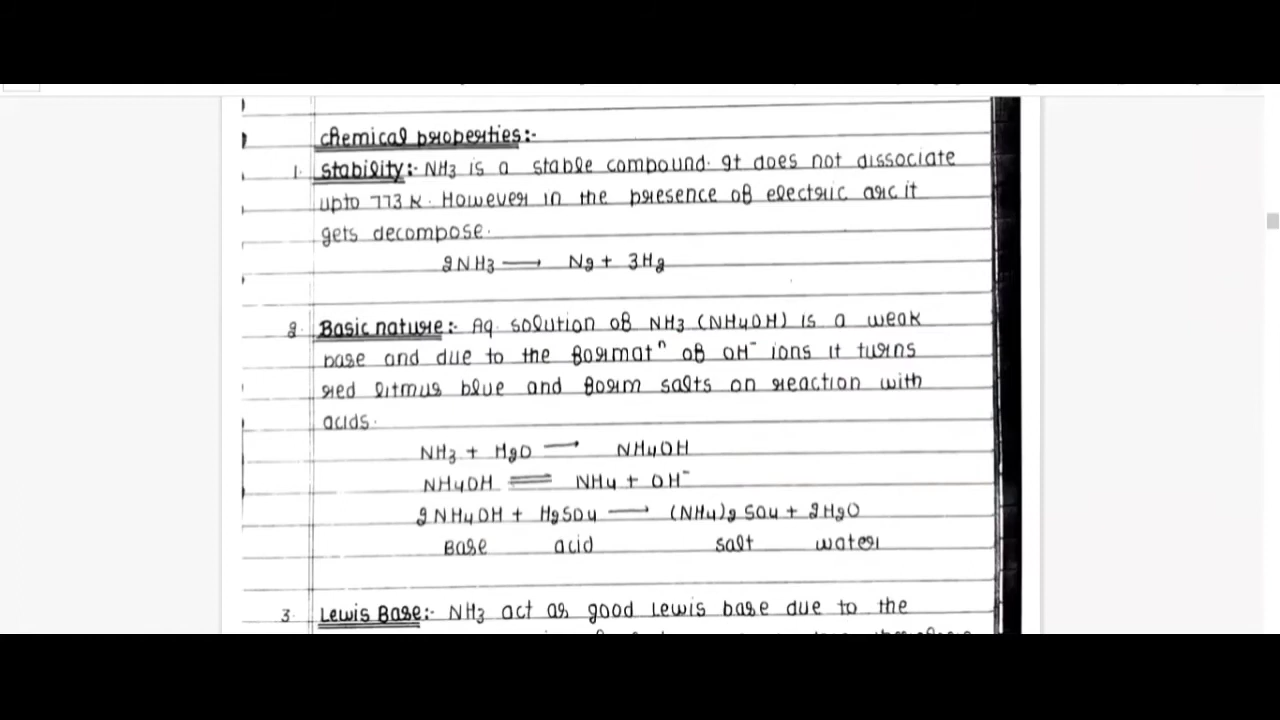 chemical properties:-
1. Stability:- NH3 is a stable compound. It does not dissociate
upto 773 K. However in the presence of electric arc it
gets decompose.
2NH3 ⟶ N2 + 3H2
2. Basic nature:- Aq. solution of NH3 (NH4OH) is a weak
base and due to the formatⁿ of OH⁻ ions it turns
red litmus blue and form salts on reaction with
acids.
NH3 + H2O ⟶ NH4OH
NH4OH ⇌ NH4 + OH⁻
2NH4OH + H2SO4 ⟶ (NH4)2 SO4 + 2H2O
Base acid salt water
3. Lewis Base:- NH3 act as good Lewis base due to the